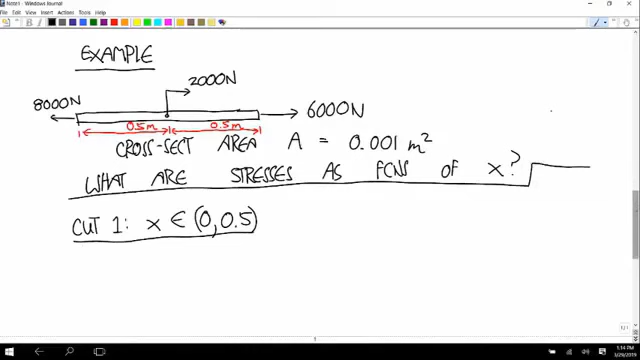 Note1 - Windows Journal
File Edit View Insert Actions Tools Help
EXAMPLE
2000N
8000N
6000N
0.5m 0.5m
CROSS-SECT AREA A = 0.001 m²
WHAT ARE STRESSES AS FCNS OF x?
CUT 1: x ∈ (0, 0.5)
1/1
1:14 PM
3/29/2019